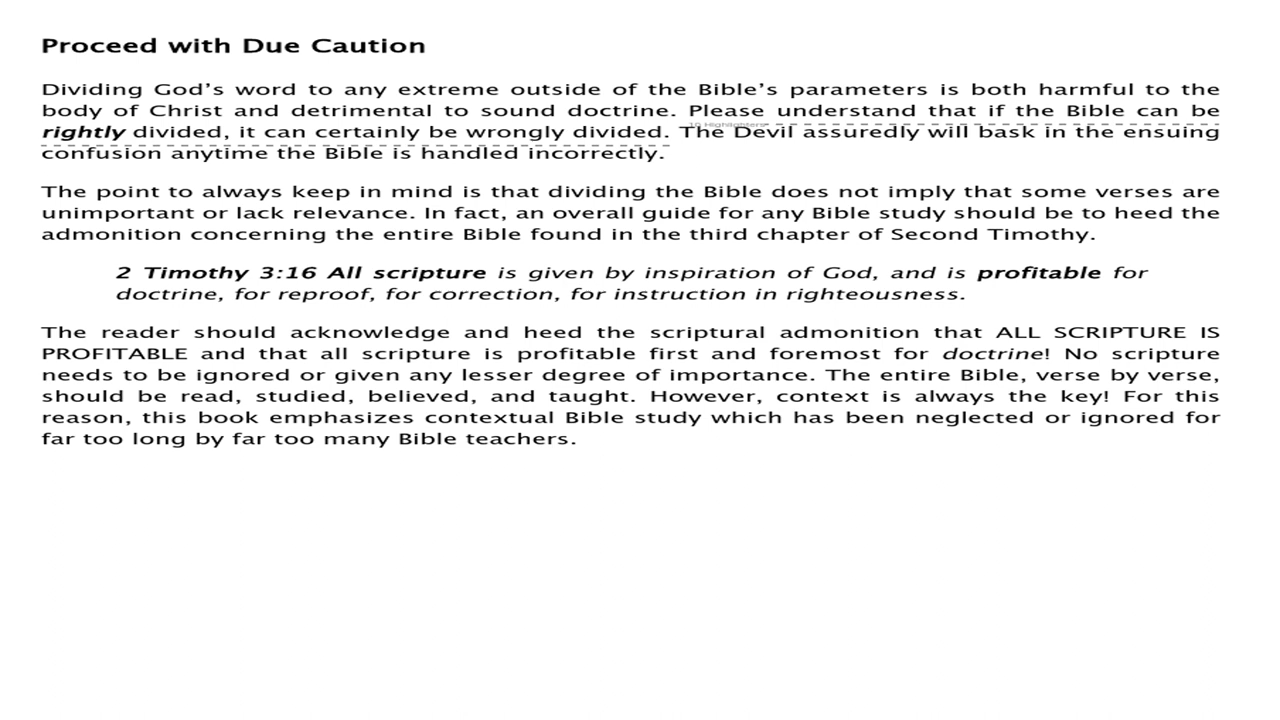 Proceed with Due Caution
Dividing God’s word to any extreme outside of the Bible’s parameters is both harmful to the
body of Christ and detrimental to sound doctrine. Please understand that if the Bible can be
10 Highlighters
rightly divided, it can certainly be wrongly divided. The Devil assuredly will bask in the ensuing
confusion anytime the Bible is handled incorrectly.
The point to always keep in mind is that dividing the Bible does not imply that some verses are
unimportant or lack relevance. In fact, an overall guide for any Bible study should be to heed the
admonition concerning the entire Bible found in the third chapter of Second Timothy.
2 Timothy 3:16 All scripture is given by inspiration of God, and is profitable for
doctrine, for reproof, for correction, for instruction in righteousness.
The reader should acknowledge and heed the scriptural admonition that ALL SCRIPTURE IS
PROFITABLE and that all scripture is profitable first and foremost for doctrine! No scripture
needs to be ignored or given any lesser degree of importance. The entire Bible, verse by verse,
should be read, studied, believed, and taught. However, context is always the key! For this
reason, this book emphasizes contextual Bible study which has been neglected or ignored for
far too long by far too many Bible teachers.